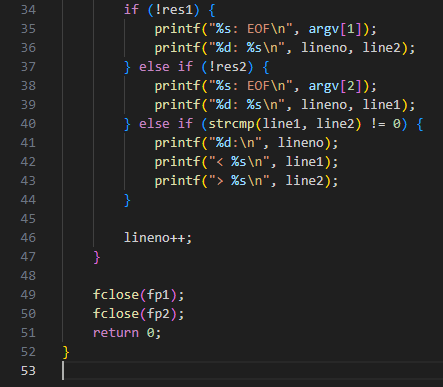 34 if (!res1) {
35 printf("%s: EOF\n", argv[1]);
36 printf("%d: %s\n", lineno, line2);
37 } else if (!res2) {
38 printf("%s: EOF\n", argv[2]);
39 printf("%d: %s\n", lineno, line1);
40 } else if (strcmp(line1, line2) != 0) {
41 printf("%d:\n", lineno);
42 printf("< %s\n", line1);
43 printf("> %s\n", line2);
44 }
45
46 lineno++;
47 }
48
49 fclose(fp1);
50 fclose(fp2);
51 return 0;
52 }
53